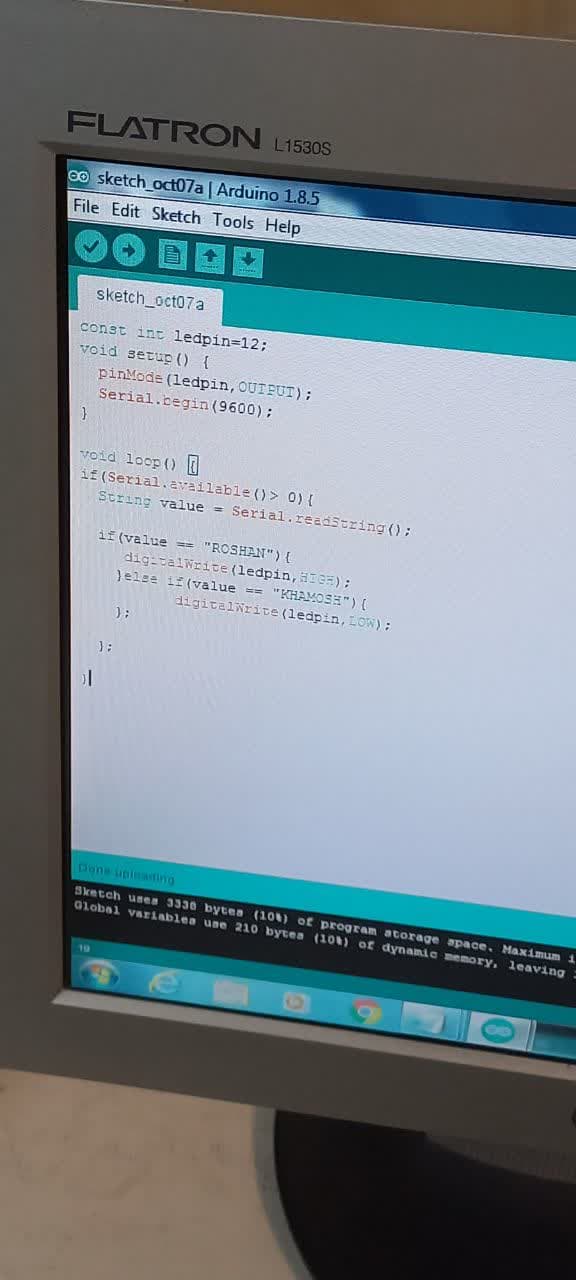 FLATRON L1530S
sketch_oct07a | Arduino 1.8.5
File Edit Sketch Tools Help
sketch_oct07a
const int ledpin=12;
void setup() {
pinMode(ledpin,OUTPUT);
Serial.begin(9600);
}
void loop() {
if(Serial.available()> 0){
String value = Serial.readString();
if(value == "ROSHAN"){
digitalWrite(ledpin,HIGH);
}else if(value == "KHAMOSH"){
digitalWrite(ledpin,LOW);
};
};
}
Done uploading
Sketch uses 3338 bytes (10%) of program storage space. Maximum
Global variables use 210 bytes (10%) of dynamic memory, leaving
19